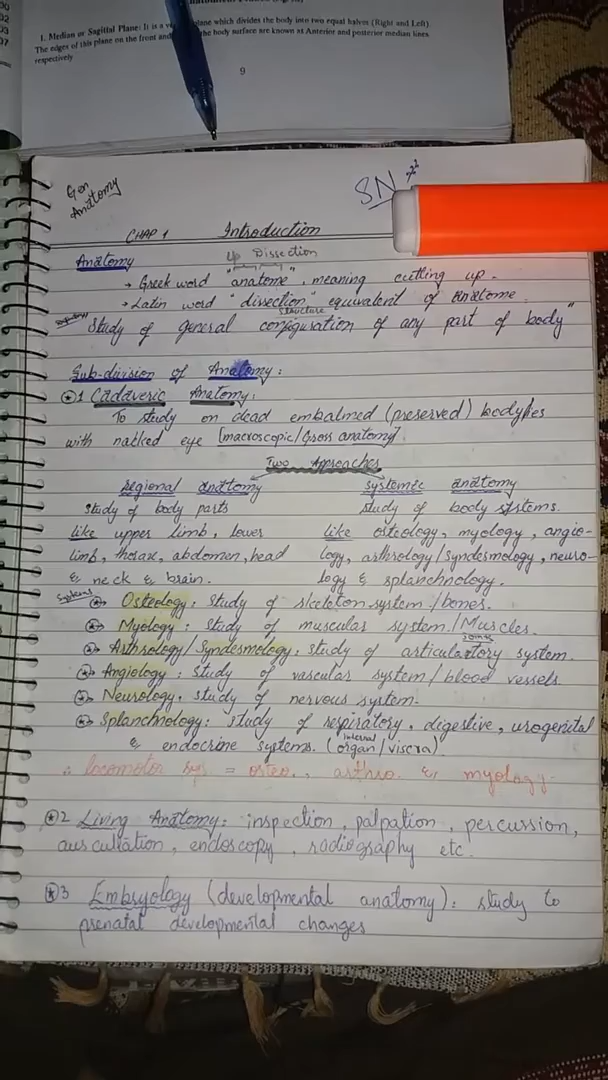 1. Median or Sagittal Plane: It is a plane which divides the body into two equal halves (Right and Left)
The edges of this plane on the front and the body surface are known at Anterior and posterior median lines
respectively
9
Gen
Anatomy
SN
CHAP 1 Introduction
Up Dissection
Anatomy
→ Greek word "anatome", meaning cutting up.
→ Latin word "divection" equivalent of Anatome
structure
"Study of general configuration of any part of body"
Sub-division of Anatomy:
1 Cadaveric Anatomy:
To study on dead embalmed (preserved) body/ies
with nacked eye [macroscopic/Gross anatomy].
Two Approaches
regional anatomy
study of body parts
like upper limb, lower
limb, thorax, abdomen, head
& neck & brain.
systemic anatomy
study of body systems.
like osteology, myology, angio-
logy, arthrology/syndesmology, neuro-
logy & splanchnology.
Systems
Osteology: Study of skeleton system/bones.
Myology: Study of muscular system/Muscles.
Joints
Arthrology/Syndesmology: study of articulatory system.
Angiology: Study of vascular system/blood vessels
Neurology: study of nervous system.
Splanchnology: study of respiratory, digestive, urogenital
& endocrine systems. (internal organ/viscra)
∴ locomotor sys. = osteo., arthro. & myology.
2 Living Anatomy: inspection, palpation, percussion,
auscultation, endoscopy, radiography etc.
3 Embryology (developmental anatomy): study to
prenatal developmental changes